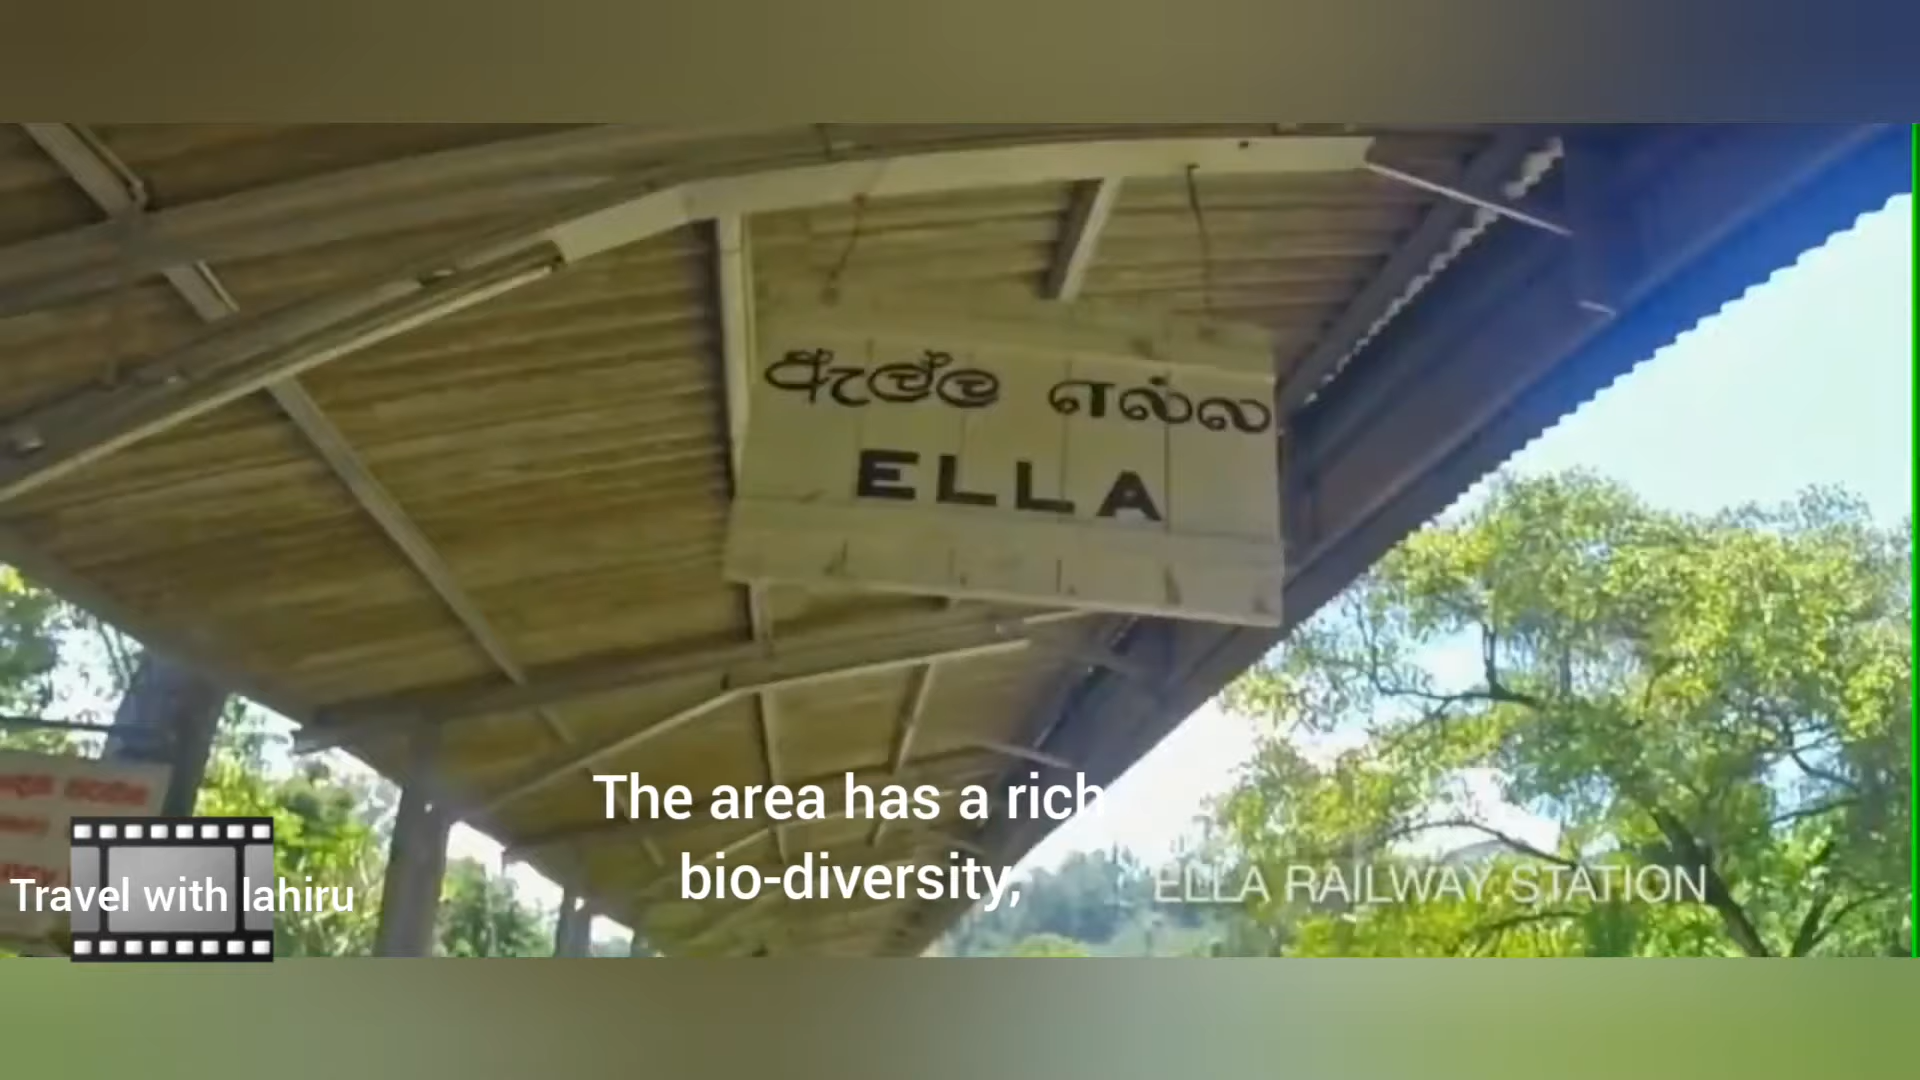 ඇල්ල எல்ல
ELLA
The area has a rich
bio-diversity,
ELLA RAILWAY STATION
Travel with lahiru